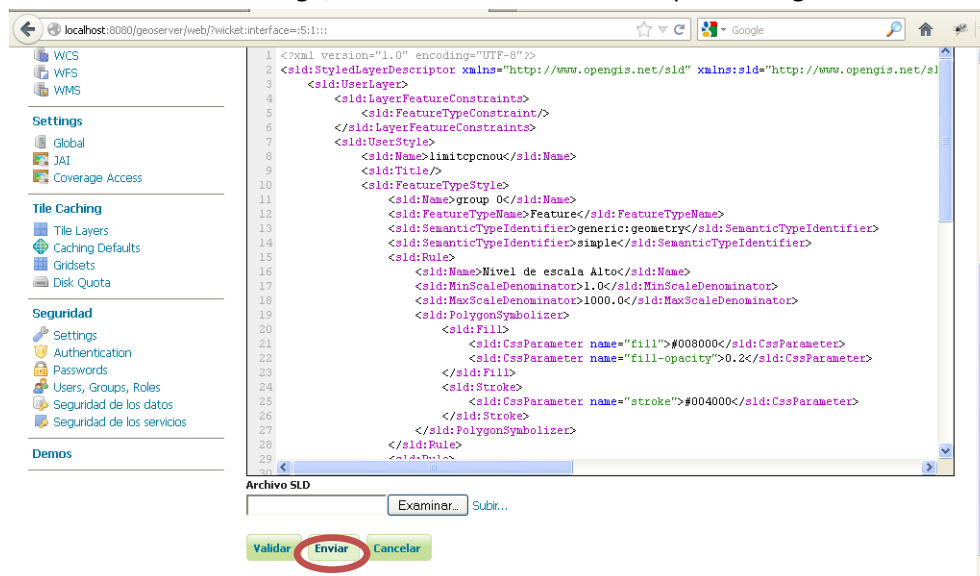 localhost:8080/geoserver/web/?wicket:interface=:5:1:::
Google
WCS
WFS
WMS
Settings
Global
JAI
Coverage Access
Tile Caching
Tile Layers
Caching Defaults
Gridsets
Disk Quota
Seguridad
Settings
Authentication
Passwords
Users, Groups, Roles
Seguridad de los datos
Seguridad de los servicios
Demos
1 <?xml version="1.0" encoding="UTF-8"?>
2 <sld:StyledLayerDescriptor xmlns="http://www.opengis.net/sld" xmlns:sld="http://www.opengis.net/sl
3 <sld:UserLayer>
4 <sld:LayerFeatureConstraints>
5 <sld:FeatureTypeConstraint/>
6 </sld:LayerFeatureConstraints>
7 <sld:UserStyle>
8 <sld:Name>limitcpcnou</sld:Name>
9 <sld:Title/>
10 <sld:FeatureTypeStyle>
11 <sld:Name>group 0</sld:Name>
12 <sld:FeatureTypeName>Feature</sld:FeatureTypeName>
13 <sld:SemanticTypeIdentifier>generic:geometry</sld:SemanticTypeIdentifier>
14 <sld:SemanticTypeIdentifier>simple</sld:SemanticTypeIdentifier>
15 <sld:Rule>
16 <sld:Name>Nivel de escala Alto</sld:Name>
17 <sld:MinScaleDenominator>1.0</sld:MinScaleDenominator>
18 <sld:MaxScaleDenominator>1000.0</sld:MaxScaleDenominator>
19 <sld:PolygonSymbolizer>
20 <sld:Fill>
21 <sld:CssParameter name="fill">#008000</sld:CssParameter>
22 <sld:CssParameter name="fill-opacity">0.2</sld:CssParameter>
23 </sld:Fill>
24 <sld:Stroke>
25 <sld:CssParameter name="stroke">#004000</sld:CssParameter>
26 </sld:Stroke>
27 </sld:PolygonSymbolizer>
28 </sld:Rule>
29 <sld:Rule>
30
Archivo SLD
Examinar... Subir...
Validar Enviar Cancelar